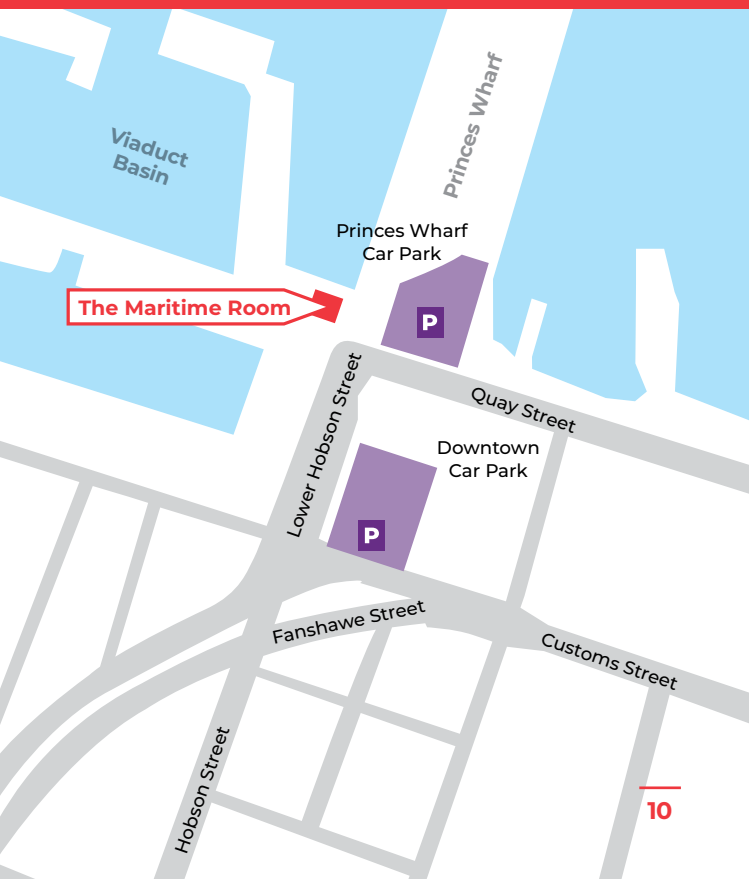 Princes Wharf
Viaduct
Basin
Princes Wharf
Car Park
P
The Maritime Room
Lower Hobson Street
Quay Street
Downtown
Car Park
P
Fanshawe Street
Customs Street
Hobson Street
10